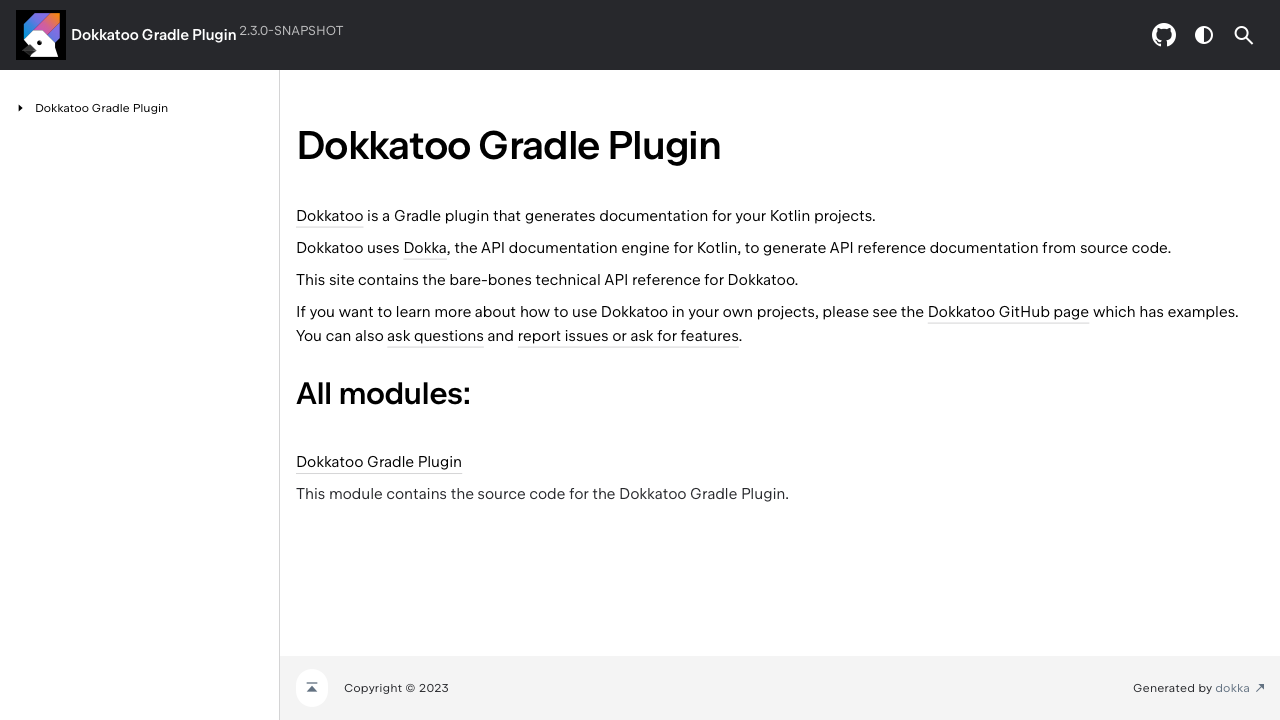 Dokkatoo Gradle Plugin 2.3.0-SNAPSHOT
Dokkatoo Gradle Plugin
Dokkatoo Gradle Plugin
Dokkatoo is a Gradle plugin that generates documentation for your Kotlin projects.
Dokkatoo uses Dokka, the API documentation engine for Kotlin, to generate API reference documentation from source code.
This site contains the bare-bones technical API reference for Dokkatoo.
If you want to learn more about how to use Dokkatoo in your own projects, please see the Dokkatoo GitHub page which has examples.
You can also ask questions and report issues or ask for features.
All modules:
Dokkatoo Gradle Plugin
This module contains the source code for the Dokkatoo Gradle Plugin.
Copyright © 2023
Generated by dokka